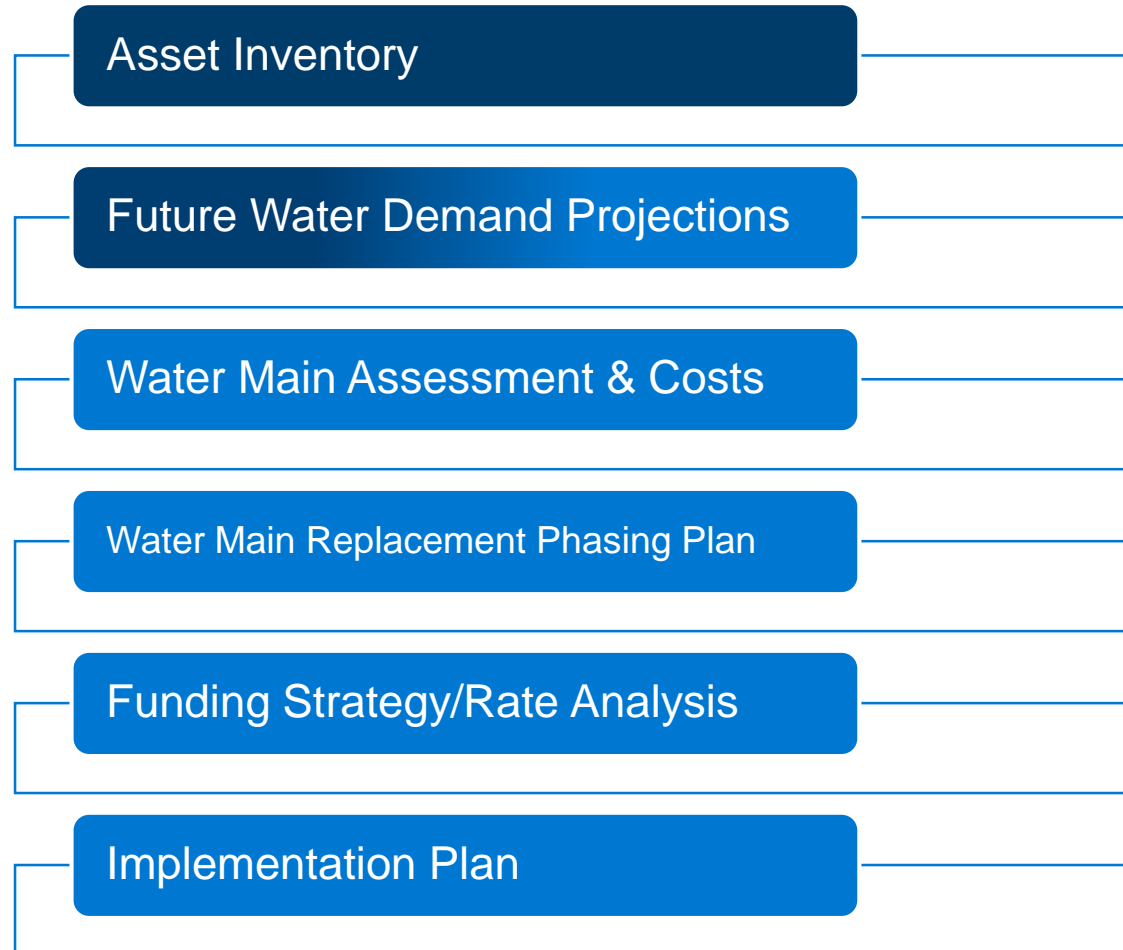 Asset Inventory
Future Water Demand Projections
Water Main Assessment & Costs
Water Main Replacement Phasing Plan
Funding Strategy/Rate Analysis
Implementation Plan